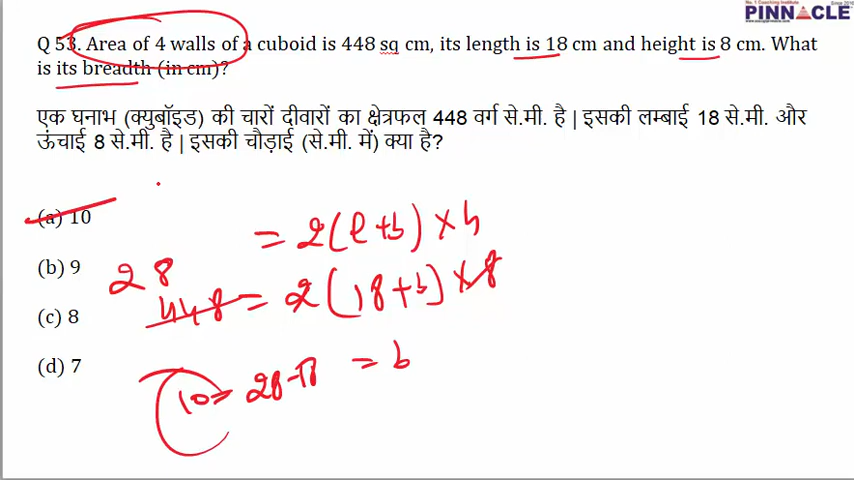 PINNACLE
Q 53. Area of 4 walls of a cuboid is 448 sq cm, its length is 18 cm and height is 8 cm. What
is its breadth (in cm)?
एक घनाभ (क्युबॉइड) की चारों दीवारों का क्षेत्रफल 448 वर्ग से.मी. है | इसकी लम्बाई 18 से.मी. और
ऊंचाई 8 से.मी. है | इसकी चौड़ाई (से.मी. में) क्या है?
(a) 10
= 2(l+b) × h
(b) 9
28
448 = 2(18+b) × 8
(c) 8
(d) 7
10 = 28-18 = b